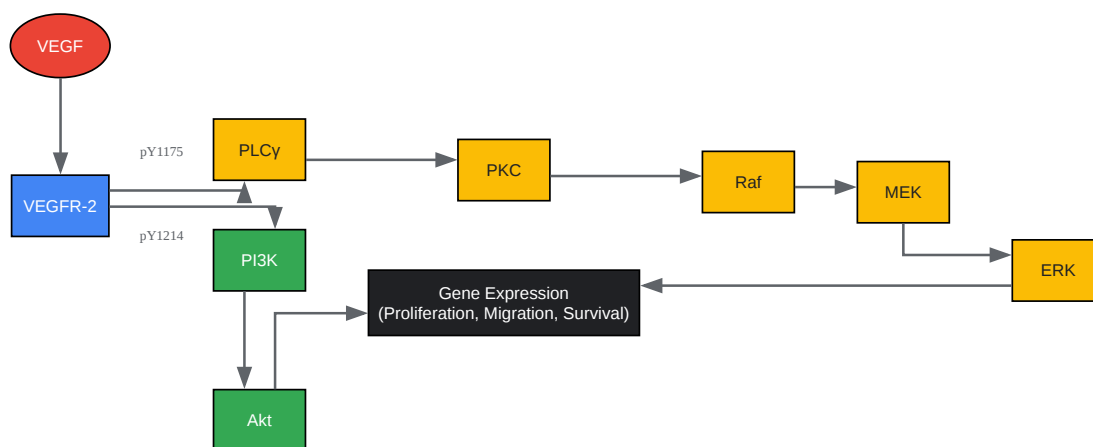 VEGF
pY1175
PLCγ
PKC
Raf
MEK
VEGFR-2
pY1214
PI3K
ERK
Gene Expression
(Proliferation, Migration, Survival)
Akt